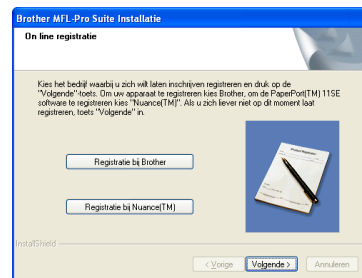 Brother MFL-Pro Suite Installatie
On line registratie
Kies het bedrijf waarbij u zich wilt laten inschrijven registreren en druk op de
"Volgende"-toets. Om uw apparaat te registreren kies Brother, om de PaperPort(TM) 11SE
software te registreren kies "Nuance(TM)". Als u zich liever niet op dit moment laat
registreren, toets "Volgende" in.
Registratie bij Brother
Registratie bij Nuance(TM)
InstallShield
< Vorige
Volgende >
Annuleren